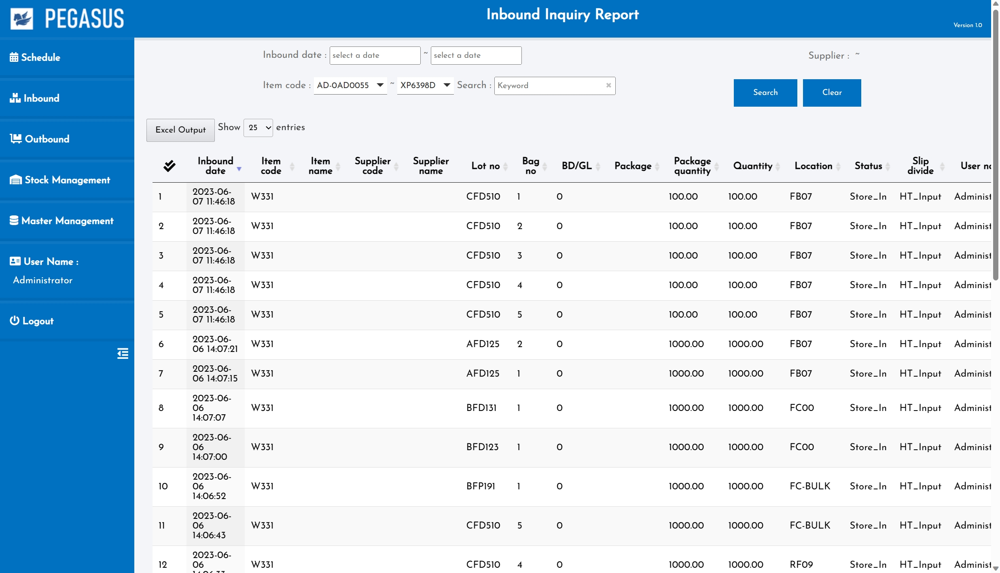 PEGASUS
Inbound Inquiry Report
Version 1.0
Schedule
Inbound
Outbound
Stock Management
Master Management
User Name :
Administrator
Logout
Inbound date : select a date ~ select a date
Supplier : ~
Item code : AD-0AD0055 ~ XP6398D Search : Keyword
Search Clear
Excel Output Show 25 entries
Inbound date Item code Item name Supplier code Supplier name Lot no Bag no BD/GL Package Package quantity Quantity Location Status Slip divide User
1 2023-06-07 11:46:18 W331 CFD510 1 0 100.00 100.00 FB07 Store_In HT_Input Administ
2 2023-06-07 11:46:18 W331 CFD510 2 0 100.00 100.00 FB07 Store_In HT_Input Administ
3 2023-06-07 11:46:18 W331 CFD510 3 0 100.00 100.00 FB07 Store_In HT_Input Administ
4 2023-06-07 11:46:18 W331 CFD510 4 0 100.00 100.00 FB07 Store_In HT_Input Administ
5 2023-06-07 11:46:18 W331 CFD510 5 0 100.00 100.00 FB07 Store_In HT_Input Administ
6 2023-06-06 14:07:21 W331 AFD125 2 0 1000.00 1000.00 FB07 Store_In HT_Input Administ
7 2023-06-06 14:07:15 W331 AFD125 1 0 1000.00 1000.00 FB07 Store_In HT_Input Administ
8 2023-06-06 14:07:07 W331 BFD131 1 0 1000.00 1000.00 FC00 Store_In HT_Input Administ
9 2023-06-06 14:07:00 W331 BFD123 1 0 1000.00 1000.00 FC00 Store_In HT_Input Administ
10 2023-06-06 14:06:52 W331 BFP191 1 0 1000.00 1000.00 FC-BULK Store_In HT_Input Administ
11 2023-06-06 14:06:43 W331 CFD510 5 0 1000.00 1000.00 FC-BULK Store_In HT_Input Administ
12 2023-06-06 W331 CFD510 4 0 1000.00 1000.00 RF09 Store_In HT_Input Administ